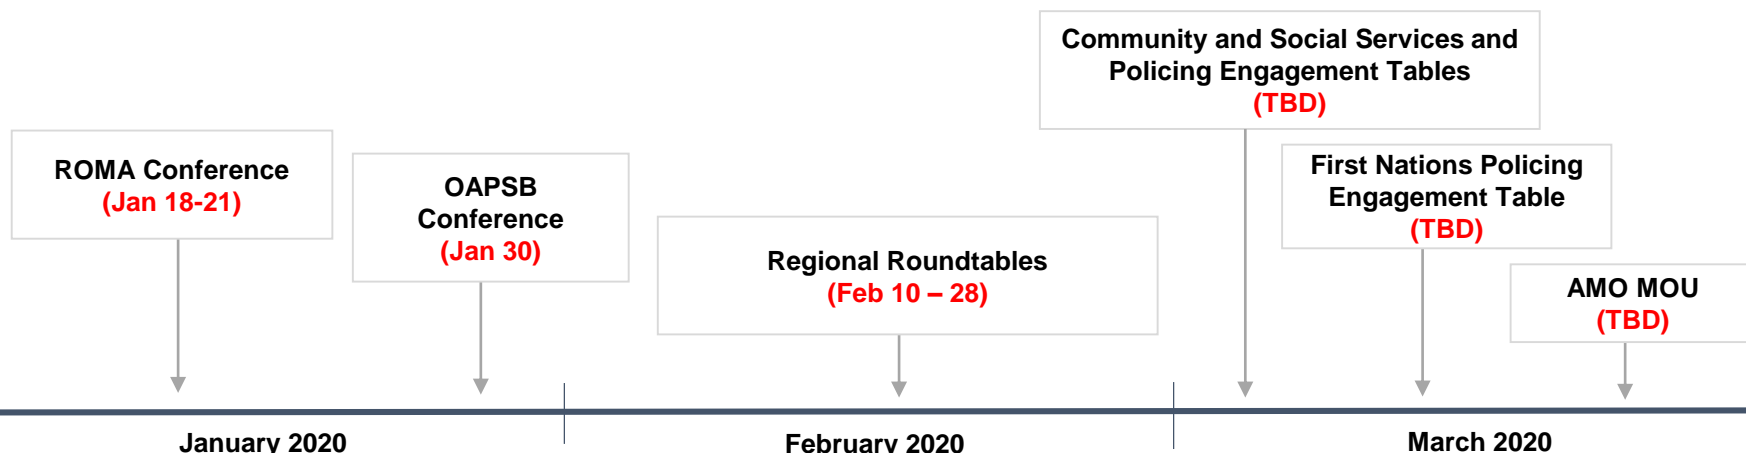 ROMA Conference
(Jan 18-21)
OAPSB
Conference
(Jan 30)
Regional Roundtables
(Feb 10 – 28)
Community and Social Services and
Policing Engagement Tables
(TBD)
First Nations Policing
Engagement Table
(TBD)
AMO MOU
(TBD)
January 2020
February 2020
March 2020